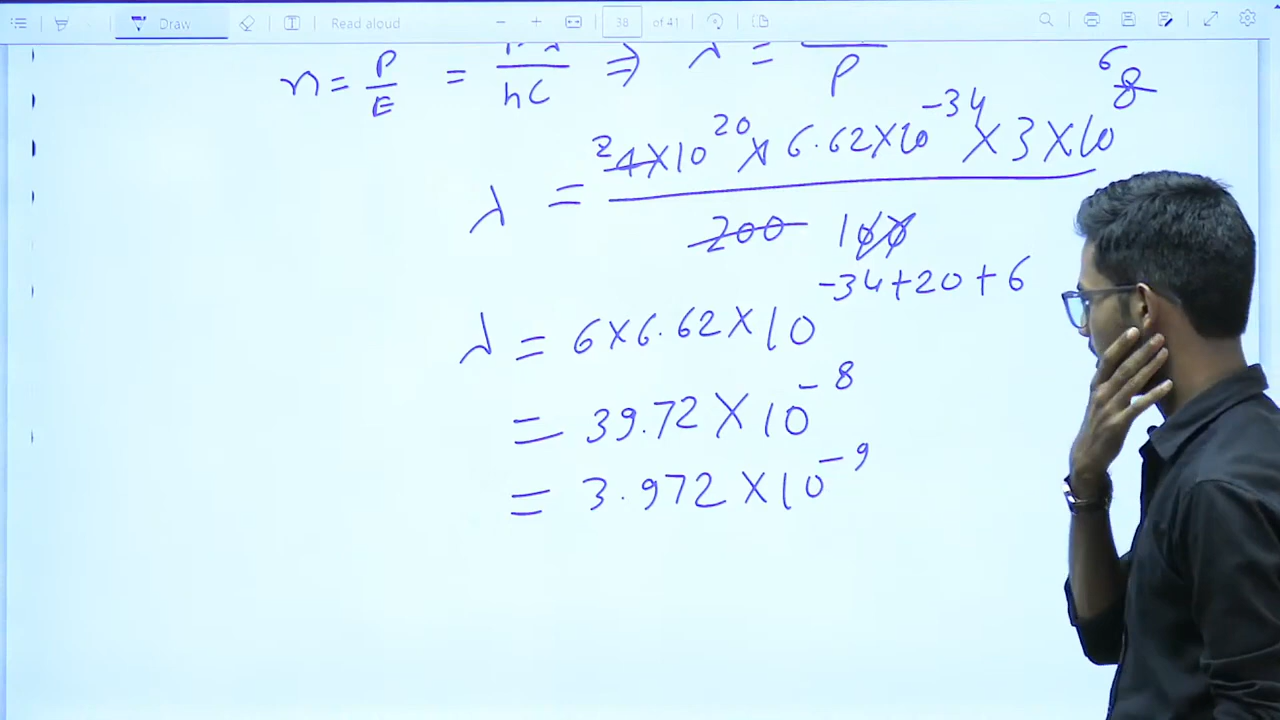 Draw Read aloud 38 of 41
n = P/E = /hC ⇒ λ = /P
λ = 2 4×10^20 × 6.62×10^-34 × 3×10^8 6 / 200 100
λ = 6×6.62×10^-34+20+6
= 39.72×10^-8
= 3.972×10^-9